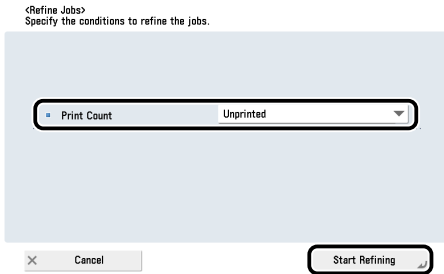 <Refine Jobs>
Specify the conditions to refine the jobs.
Print Count Unprinted
Cancel Start Refining